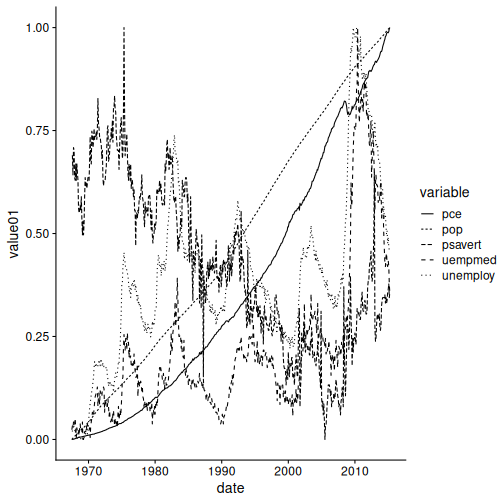 1.00
0.75
0.50
0.25
0.00
value01
1970
1980
1990
2000
2010
date
variable
pce
pop
psavert
uempmed
unemploy